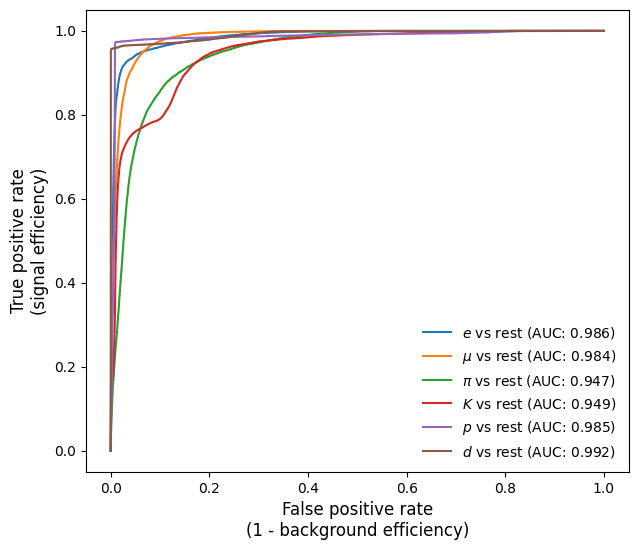 1.0
0.8
0.6
0.4
0.2
0.0
True positive rate
(signal efficiency)
e vs rest (AUC: 0.986)
μ vs rest (AUC: 0.984)
π vs rest (AUC: 0.947)
K vs rest (AUC: 0.949)
p vs rest (AUC: 0.985)
d vs rest (AUC: 0.992)
0.0 0.2 0.4 0.6 0.8 1.0
False positive rate
(1 - background efficiency)